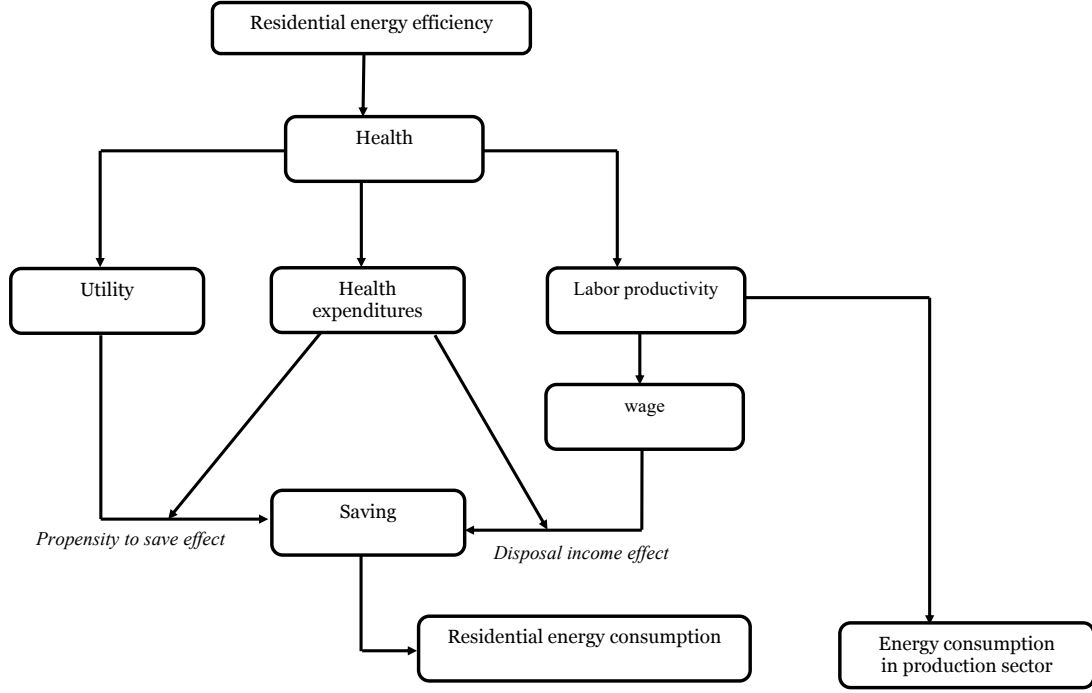 Residential energy efficiency
Health
Utility
Health
expenditures
Labor productivity
wage
Saving
Propensity to save effect
Disposal income effect
Residential energy consumption
Energy consumption
in production sector